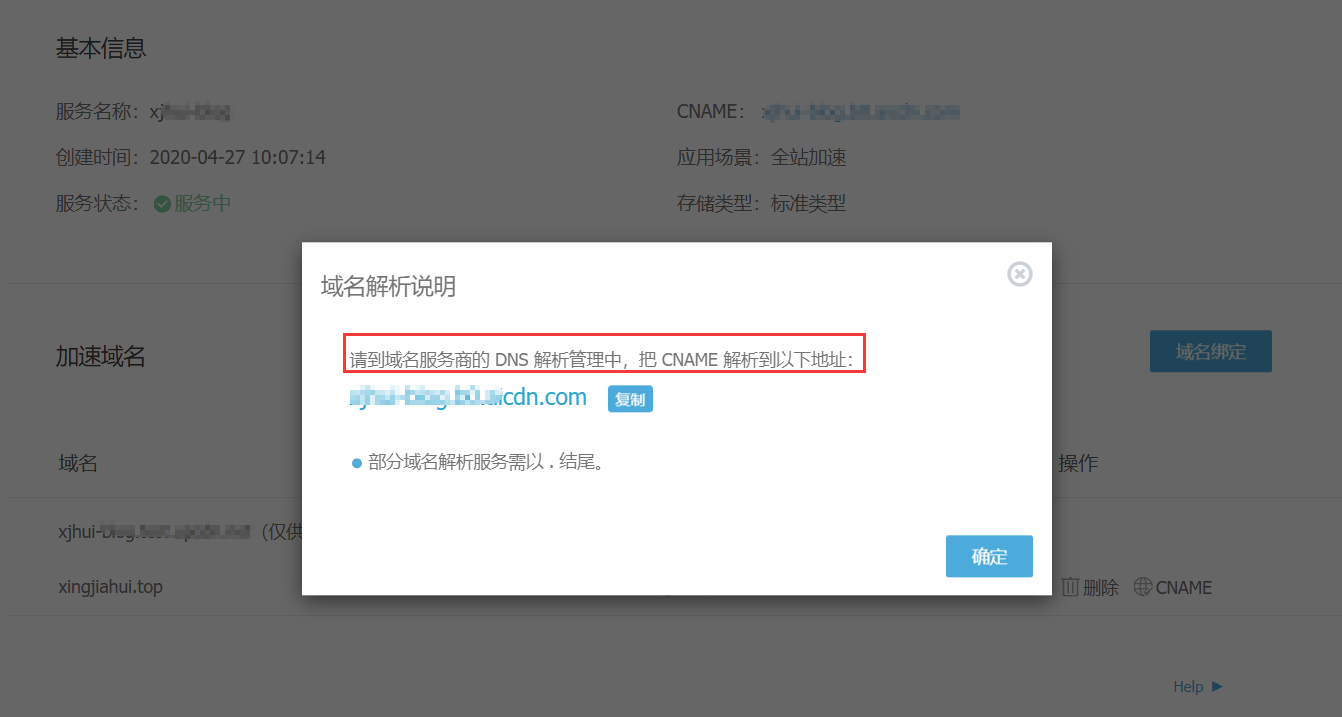 基本信息
服务名称： xj
CNAME：
创建时间： 2020-04-27 10:07:14
应用场景： 全站加速
服务状态： 服务中
存储类型： 标准类型
域名解析说明
请到域名服务商的 DNS 解析管理中，把 CNAME 解析到以下地址：
加速域名
域名绑定
cdn.com
复制
部分域名解析服务需以 . 结尾。
域名
操作
xjhui- （仅供
确定
xingjiahui.top
删除
CNAME
Help